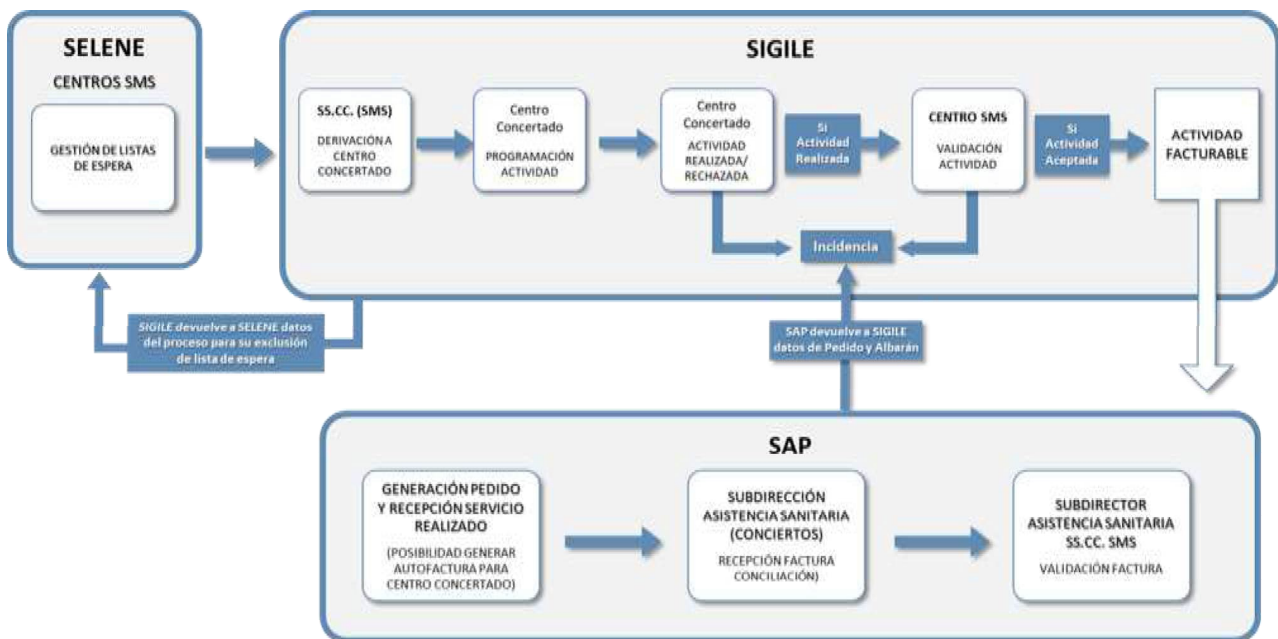 SELENE
CENTROS SMS
GESTIÓN DE LISTAS
DE ESPERA
SIGILE
SS.CC. (SMS)
DERIVACIÓN A
CENTRO
CONCERTADO
Centro
Concertado
PROGRAMACIÓN
ACTIVIDAD
Centro
Concertado
ACTIVIDAD
REALIZADA/
RECHAZADA
Si
Actividad
Realizada
CENTRO SMS
VALIDACIÓN
ACTIVIDAD
Si
Actividad
Aceptada
ACTIVIDAD
FACTURABLE
Incidencia
SIGILE devuelve a SELENE datos
del proceso para su exclusión
de lista de espera
SAP devuelve a SIGILE
datos de Pedido y Albarán
SAP
GENERACIÓN PEDIDO
Y RECEPCIÓN SERVICIO
REALIZADO
(POSIBILIDAD GENERAR
AUTOFACTURA PARA
CENTRO CONCERTADO)
SUBDIRECCIÓN
ASISTENCIA SANITARIA
(CONCIERTOS)
RECEPCIÓN FACTURA
CONCILIACIÓN)
SUBDIRECTOR
ASISTENCIA SANITARIA
SS.CC. SMS
VALIDACIÓN FACTURA